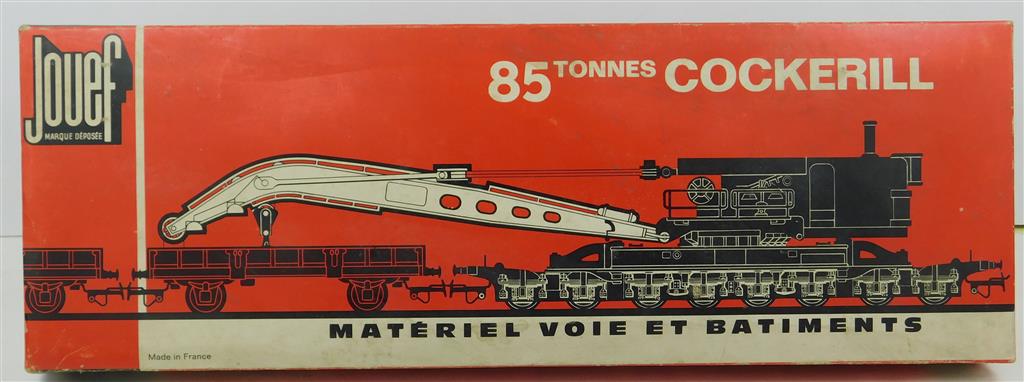 Jouef
MARQUE DÉPOSÉE
85 TONNES COCKERILL
MATÉRIEL VOIE ET BATIMENTS
Made in France